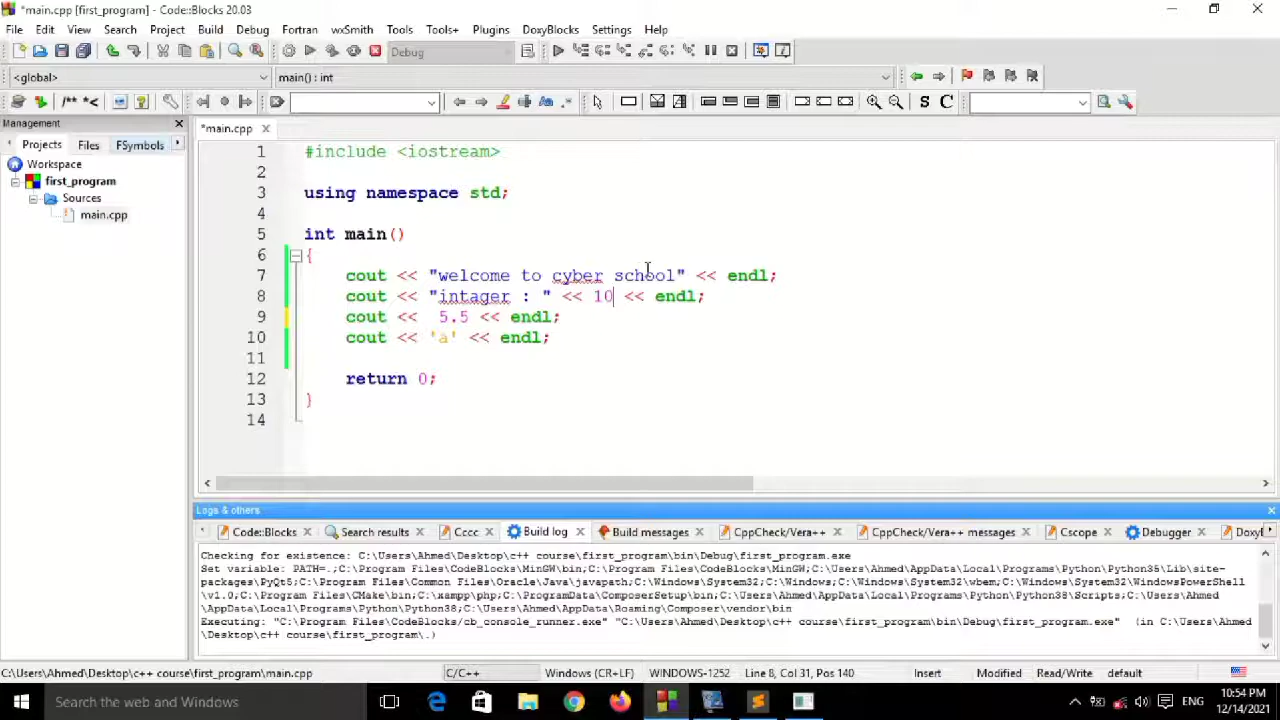 *main.cpp [first_program] - Code::Blocks 20.03
File Edit View Search Project Build Debug Fortran wxSmith Tools Tools+ Plugins DoxyBlocks Settings Help
Debug
<global> main() : int
/** *< S C
Management
*main.cpp
Projects Files FSymbols
Workspace
first_program
Sources
main.cpp
1 #include <iostream>
2
3 using namespace std;
4
5 int main()
6 {
7 cout << "welcome to cyber school" << endl;
8 cout << "intager : " << 10 << endl;
9 cout <<  5.5 << endl;
10 cout << 'a' << endl;
11
12 return 0;
13 }
14
Logs & others
Code::Blocks Search results Cccc Build log Build messages CppCheck/Vera++ CppCheck/Vera++ messages Cscope Debugger DoxyB
Checking for existence: C:\Users\Ahmed\Desktop\c++ course\first_program\bin\Debug\first_program.exe
Set variable: PATH=.;C:\Program Files\CodeBlocks\MinGW\bin;C:\Program Files\CodeBlocks\MinGW;C:\Users\Ahmed\AppData\Local\Programs\Python\Python35\Lib\site-
packages\PyQt5;C:\Program Files\Common Files\Oracle\Java\javapath;C:\Windows\System32;C:\Windows;C:\Windows\System32\wbem;C:\Windows\System32\WindowsPowerShell
\v1.0;C:\Program Files\CMake\bin;C:\xampp\php;C:\ProgramData\ComposerSetup\bin;C:\Users\Ahmed\AppData\Local\Programs\Python\Python38\Scripts;C:\Users\Ahmed
\AppData\Local\Programs\Python\Python38;C:\Users\Ahmed\AppData\Roaming\Composer\vendor\bin
Executing: "C:\Program Files\CodeBlocks/cb_console_runner.exe" "C:\Users\Ahmed\Desktop\c++ course\first_program\bin\Debug\first_program.exe"  (in C:\Users\Ahmed
\Desktop\c++ course\first_program\.)
C:\Users\Ahmed\Desktop\c++ course\first_program\main.cpp C/C++ Windows (CR+LF) WINDOWS-1252 Line 8, Col 31, Pos 140 Insert Modified Read/Write default
Search the web and Windows
ENG
10:54 PM
12/14/2021